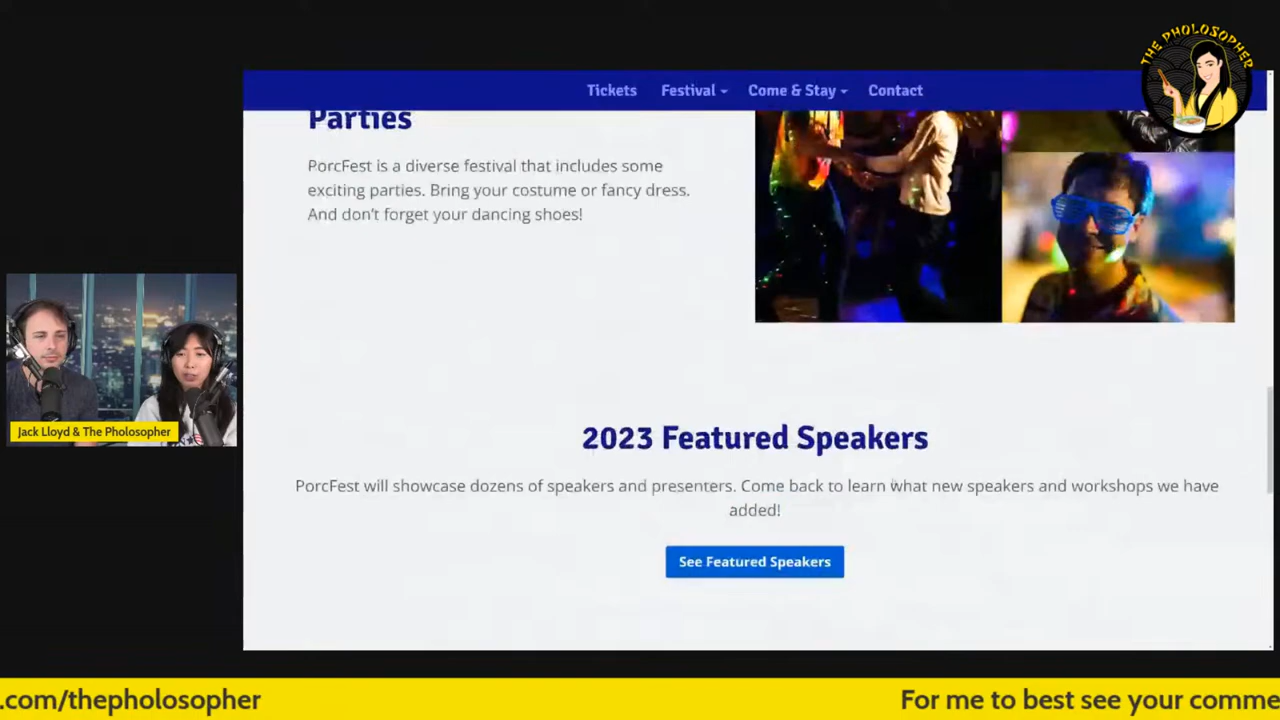 THE PHOLOSOPHER
Tickets Festival Come & Stay Contact
Parties
PorcFest is a diverse festival that includes some
exciting parties. Bring your costume or fancy dress.
And don't forget your dancing shoes!
Jack Lloyd & The Pholosopher
2023 Featured Speakers
PorcFest will showcase dozens of speakers and presenters. Come back to learn what new speakers and workshops we have
added!
See Featured Speakers
.com/thepholosopher
For me to best see your comme